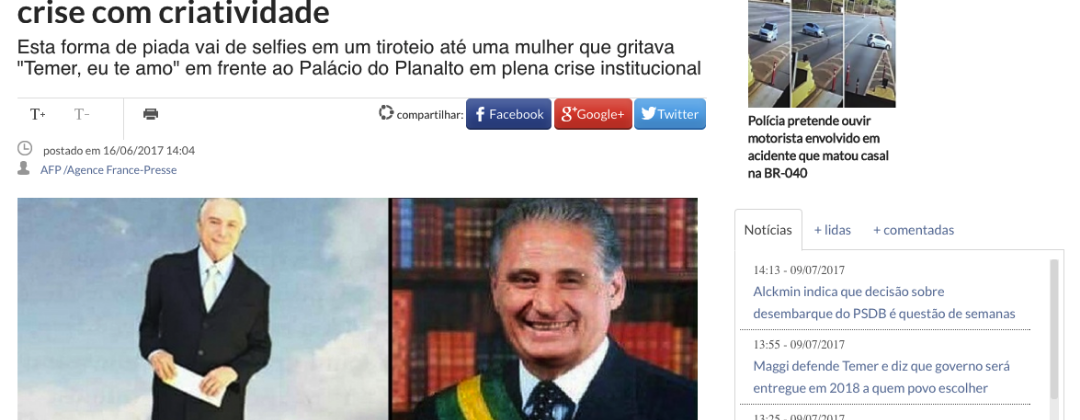 crise com criatividade
Esta forma de piada vai de selfies em um tiroteio até uma mulher que gritava
"Temer, eu te amo" em frente ao Palácio do Planalto em plena crise institucional
T+ T- compartilhar: Facebook Google+ Twitter
postado em 16/06/2017 14:04
AFP /Agence France-Presse
Polícia pretende ouvir
motorista envolvido em
acidente que matou casal
na BR-040
Notícias + lidas + comentadas
14:13 - 09/07/2017
Alckmin indica que decisão sobre
desembarque do PSDB é questão de semanas
13:55 - 09/07/2017
Maggi defende Temer e diz que governo será
entregue em 2018 a quem povo escolher
13:25 - 09/07/2017